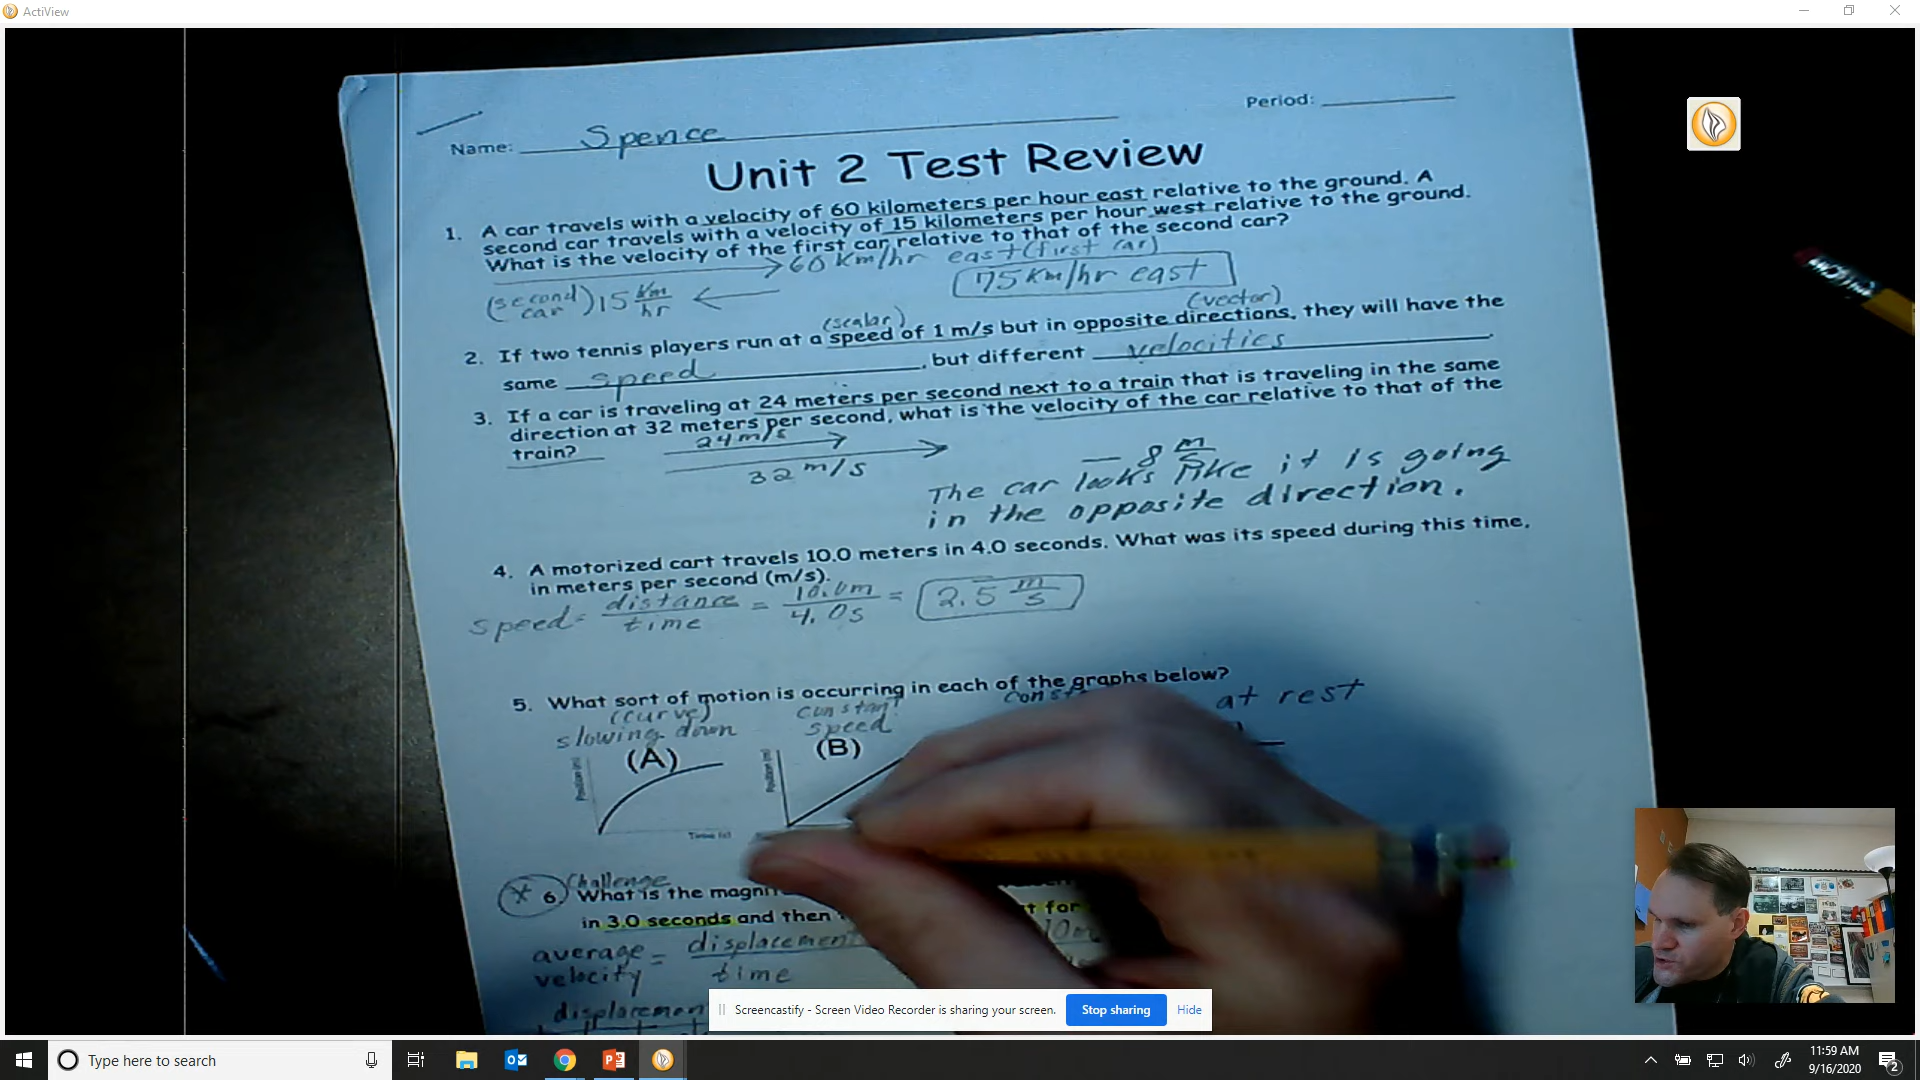 ActiView
Period:
Name: Spence
Unit 2 Test Review
1. A car travels with a velocity of 60 kilometers per hour east relative to the ground. A
second car travels with a velocity of 15 kilometers per hour west relative to the ground.
What is the velocity of the first car relative to that of the second car?
60 km/hr east (first car)
75 km/hr east
(second car) 15 km/hr
(scalar)
(vector)
2. If two tennis players run at a speed of 1 m/s but in opposite directions, they will have the
same speed, but different velocities.
3. If a car is traveling at 24 meters per second next to a train that is traveling in the same
direction at 32 meters per second, what is the velocity of the car relative to that of the
train?
24 m/s
32 m/s
- 8 m/s
The car looks like it is going
in the opposite direction.
4. A motorized cart travels 10.0 meters in 4.0 seconds. What was its speed during this time,
in meters per second (m/s).
speed = distance/time = 10.0m/4.0s = 2.5 m/s
5. What sort of motion is occurring in each of the graphs below?
(curve)
slowing down
constant
speed
at rest
(A)
(B)
Time (s)
Challenge
* 6. What is the
in 3.0 seconds and then
for
average velocity = displacement/time
10m
Screencastify - Screen Video Recorder is sharing your screen.
Stop sharing
Hide
Type here to search
11:59 AM
9/16/2020
2